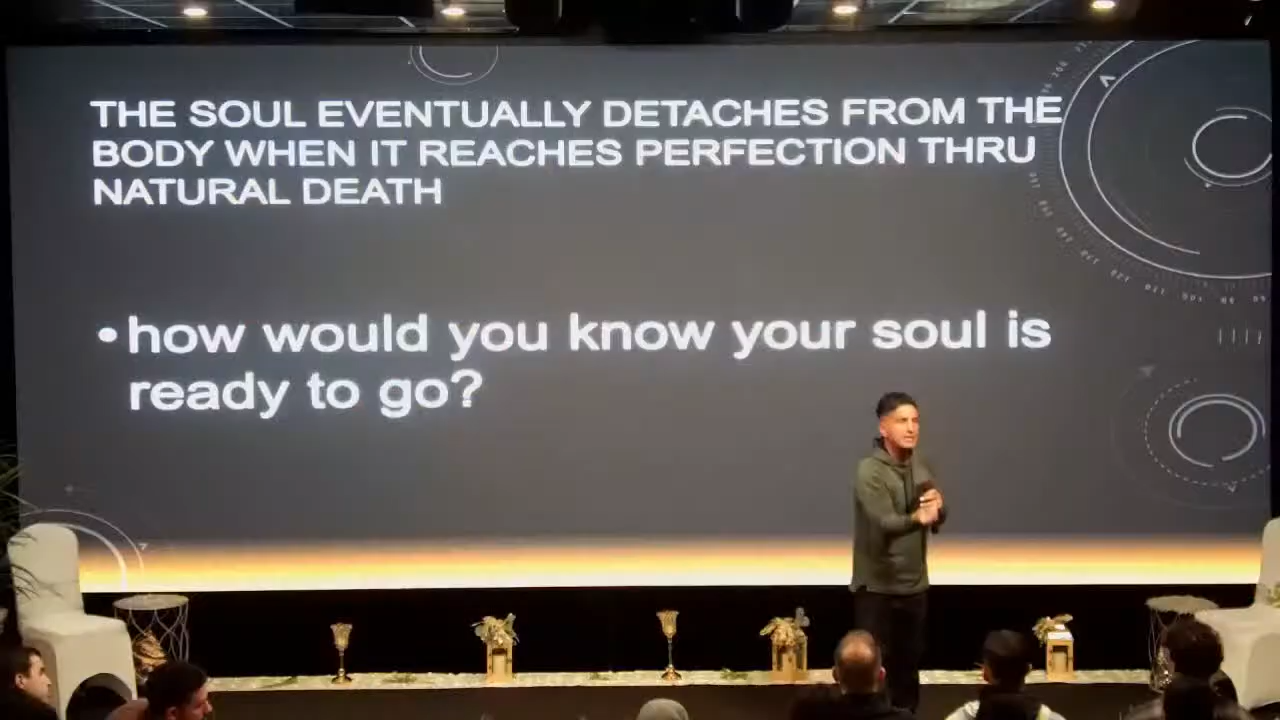 THE SOUL EVENTUALLY DETACHES FROM THE
BODY WHEN IT REACHES PERFECTION THRU
NATURAL DEATH
• how would you know your soul is
ready to go?